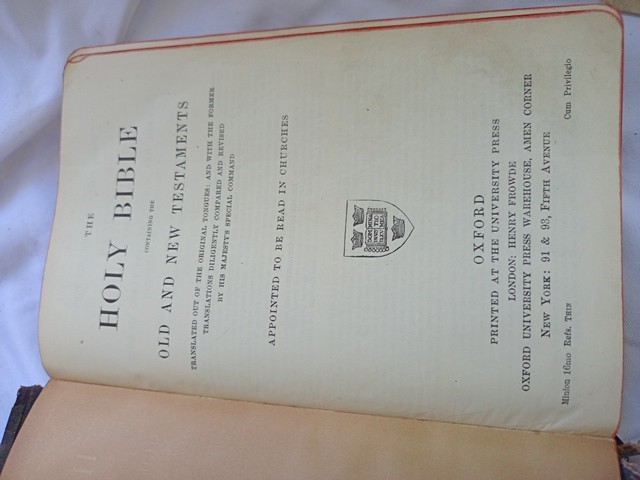 THE
HOLY BIBLE
CONTAINING THE
OLD AND NEW TESTAMENTS
TRANSLATED OUT OF THE ORIGINAL TONGUES: AND WITH THE FORMER
TRANSLATIONS DILIGENTLY COMPARED AND REVISED
BY HIS MAJESTY'S SPECIAL COMMAND
APPOINTED TO BE READ IN CHURCHES
OXFORD
PRINTED AT THE UNIVERSITY PRESS
LONDON: HENRY FROWDE
OXFORD UNIVERSITY PRESS WAREHOUSE, AMEN CORNER
NEW YORK: 91 & 93, FIFTH AVENUE
Minion 16mo Refs. THIN
Cum Privilegio